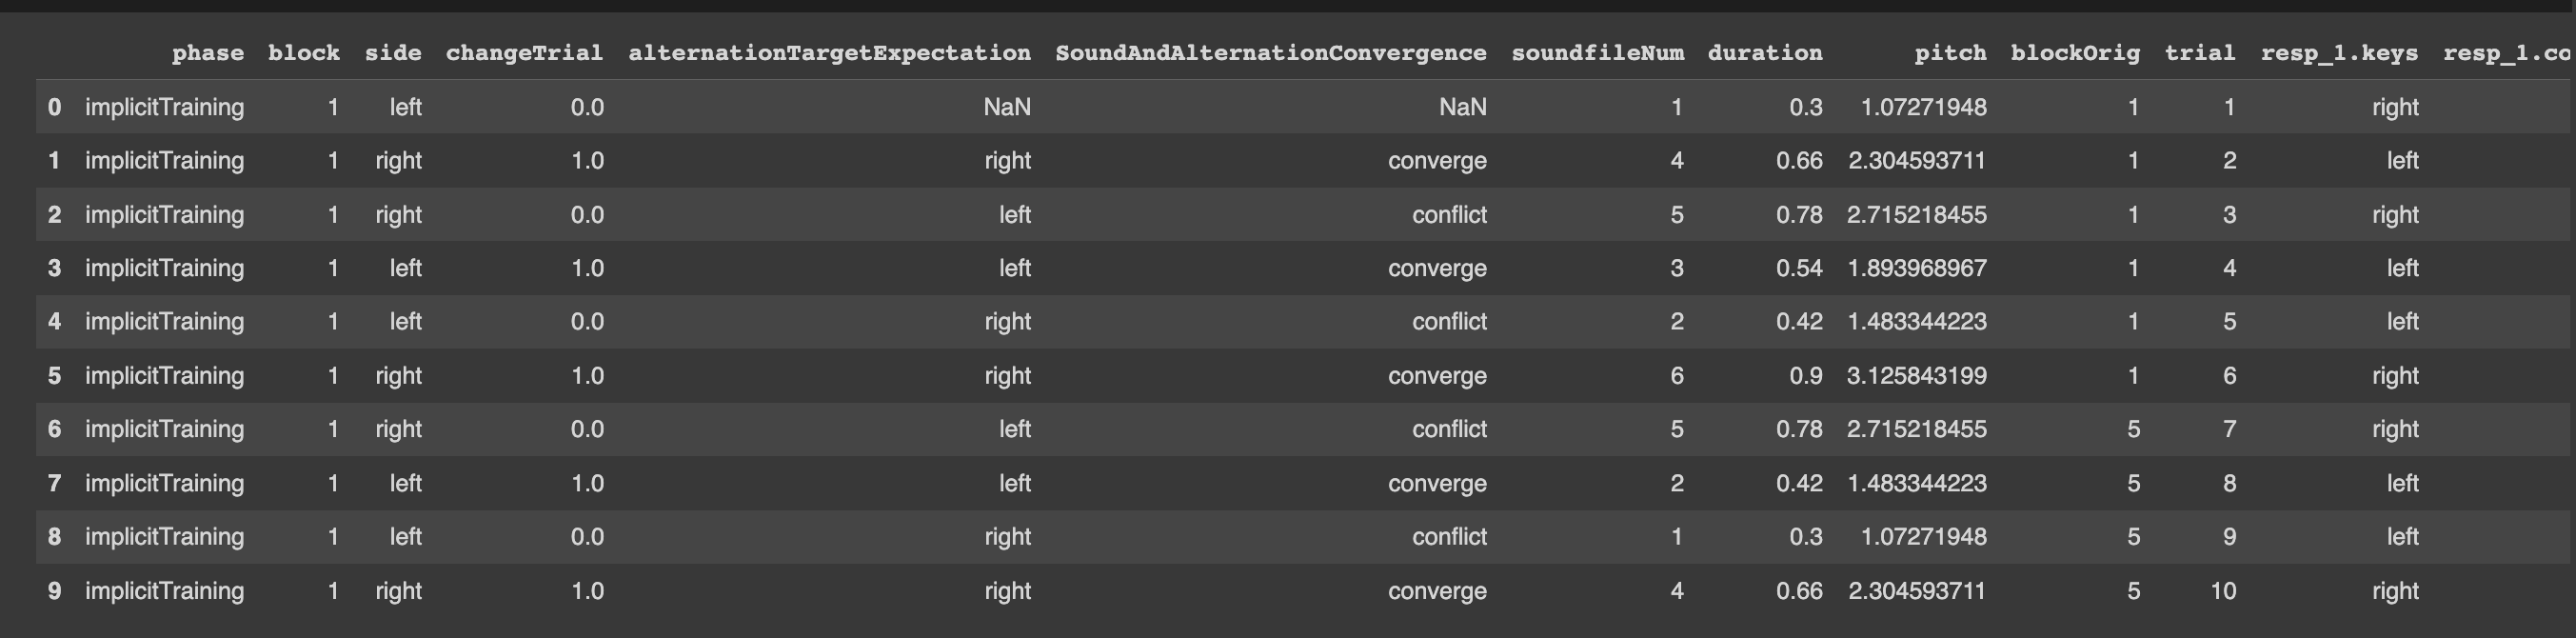 phase block side changeTrial alternationTargetExpectation SoundAndAlternationConvergence soundfileNum duration pitch blockOrig trial resp_1.keys resp_1.co
0 implicitTraining 1 left 0.0 NaN NaN 1 0.3 1.07271948 1 1 right
1 implicitTraining 1 right 1.0 right converge 4 0.66 2.304593711 1 2 left
2 implicitTraining 1 right 0.0 left conflict 5 0.78 2.715218455 1 3 right
3 implicitTraining 1 left 1.0 left converge 3 0.54 1.893968967 1 4 left
4 implicitTraining 1 left 0.0 right conflict 2 0.42 1.483344223 1 5 left
5 implicitTraining 1 right 1.0 right converge 6 0.9 3.125843199 1 6 right
6 implicitTraining 1 right 0.0 left conflict 5 0.78 2.715218455 5 7 right
7 implicitTraining 1 left 1.0 left converge 2 0.42 1.483344223 5 8 left
8 implicitTraining 1 left 0.0 right conflict 1 0.3 1.07271948 5 9 left
9 implicitTraining 1 right 1.0 right converge 4 0.66 2.304593711 5 10 right